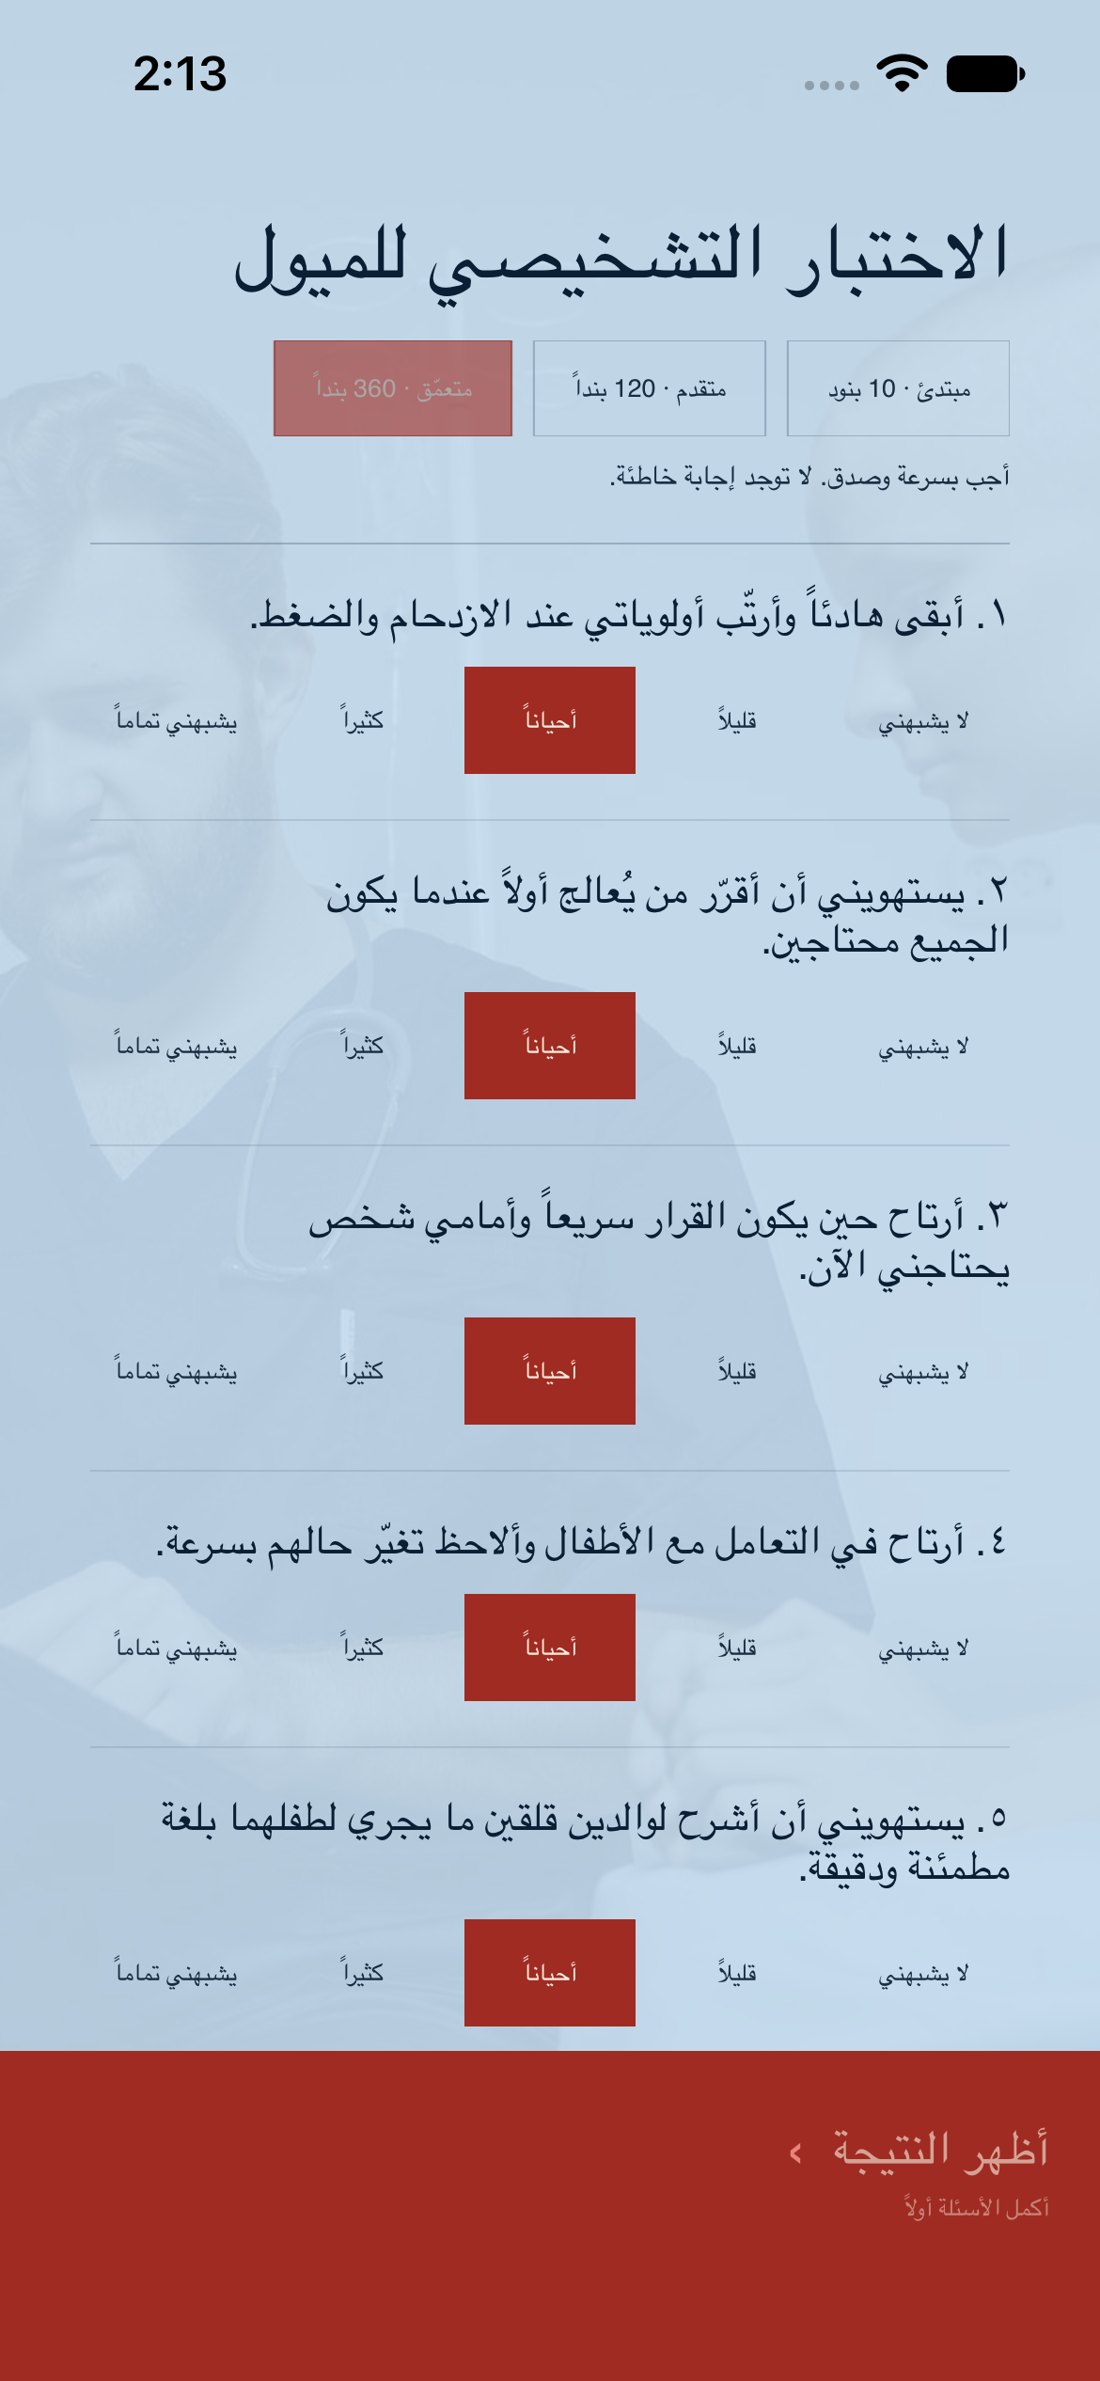 2:13
الاختبار التشخيصي للميول
مبتدئ · 10 بنود
متقدم · 120 بنداً
متعمّق · 360 بنداً
أجب بسرعة وصدق. لا توجد إجابة خاطئة.
١. أبقى هادئاً وأرتّب أولوياتي عند الازدحام والضغط.
لا يشبهني قليلاً أحياناً كثيراً يشبهني تماماً
٢. يستهويني أن أقرّر من يُعالج أولاً عندما يكون
الجميع محتاجين.
لا يشبهني قليلاً أحياناً كثيراً يشبهني تماماً
٣. أرتاح حين يكون القرار سريعاً وأمامي شخص
يحتاجني الآن.
لا يشبهني قليلاً أحياناً كثيراً يشبهني تماماً
٤. أرتاح في التعامل مع الأطفال وألاحظ تغيّر حالهم بسرعة.
لا يشبهني قليلاً أحياناً كثيراً يشبهني تماماً
٥. يستهويني أن أشرح لوالدين قلقين ما يجري لطفلهما بلغة
مطمئنة ودقيقة.
لا يشبهني قليلاً أحياناً كثيراً يشبهني تماماً
أظهر النتيجة ›
أكمل الأسئلة أولاً